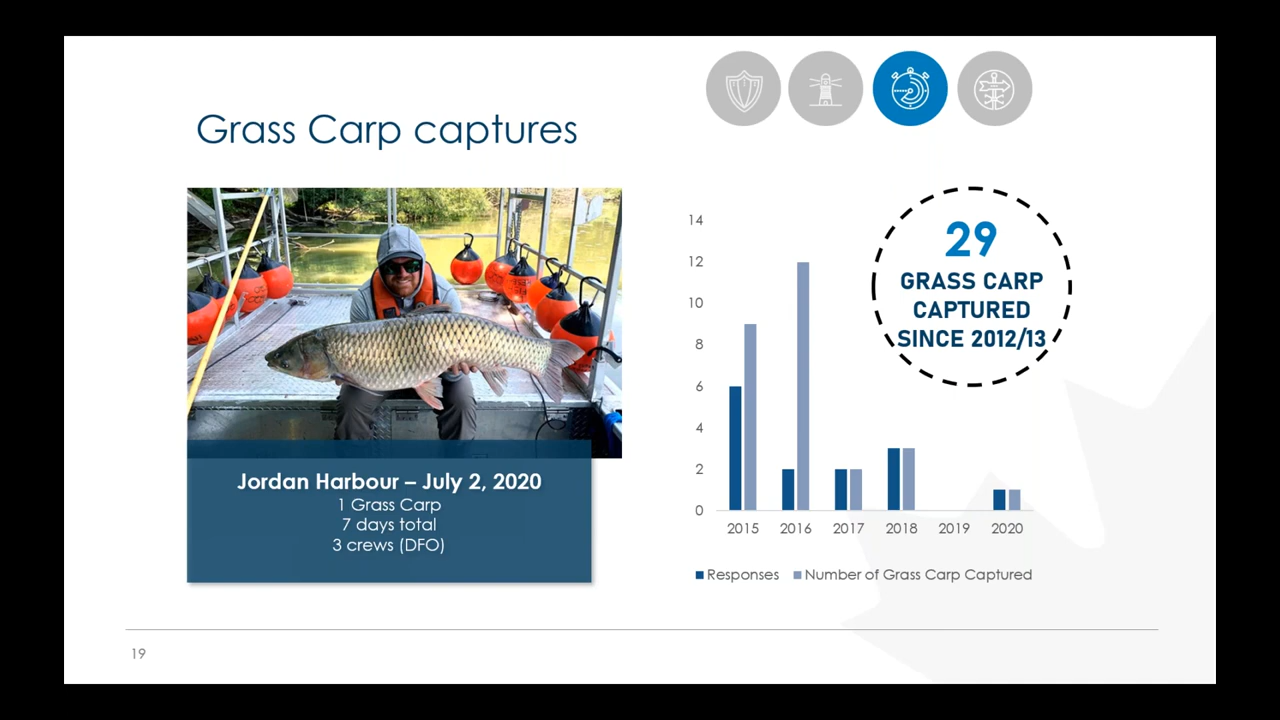 Grass Carp captures
Jordan Harbour – July 2, 2020
1 Grass Carp
7 days total
3 crews (DFO)
29
GRASS CARP
CAPTURED
SINCE 2012/13
14
12
10
8
6
4
2
0
2015 2016 2017 2018 2019 2020
Responses Number of Grass Carp Captured
19